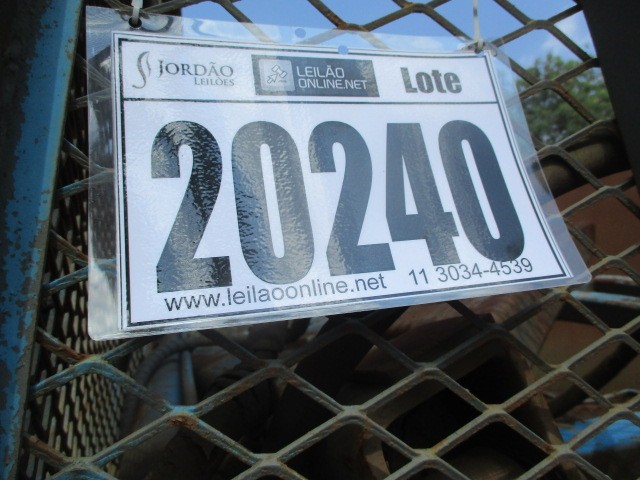 JORDÃO
LEILÕES
LEILÃO
ONLINE.NET
Lote
20240
www.leilaoonline.net 11 3034-4539